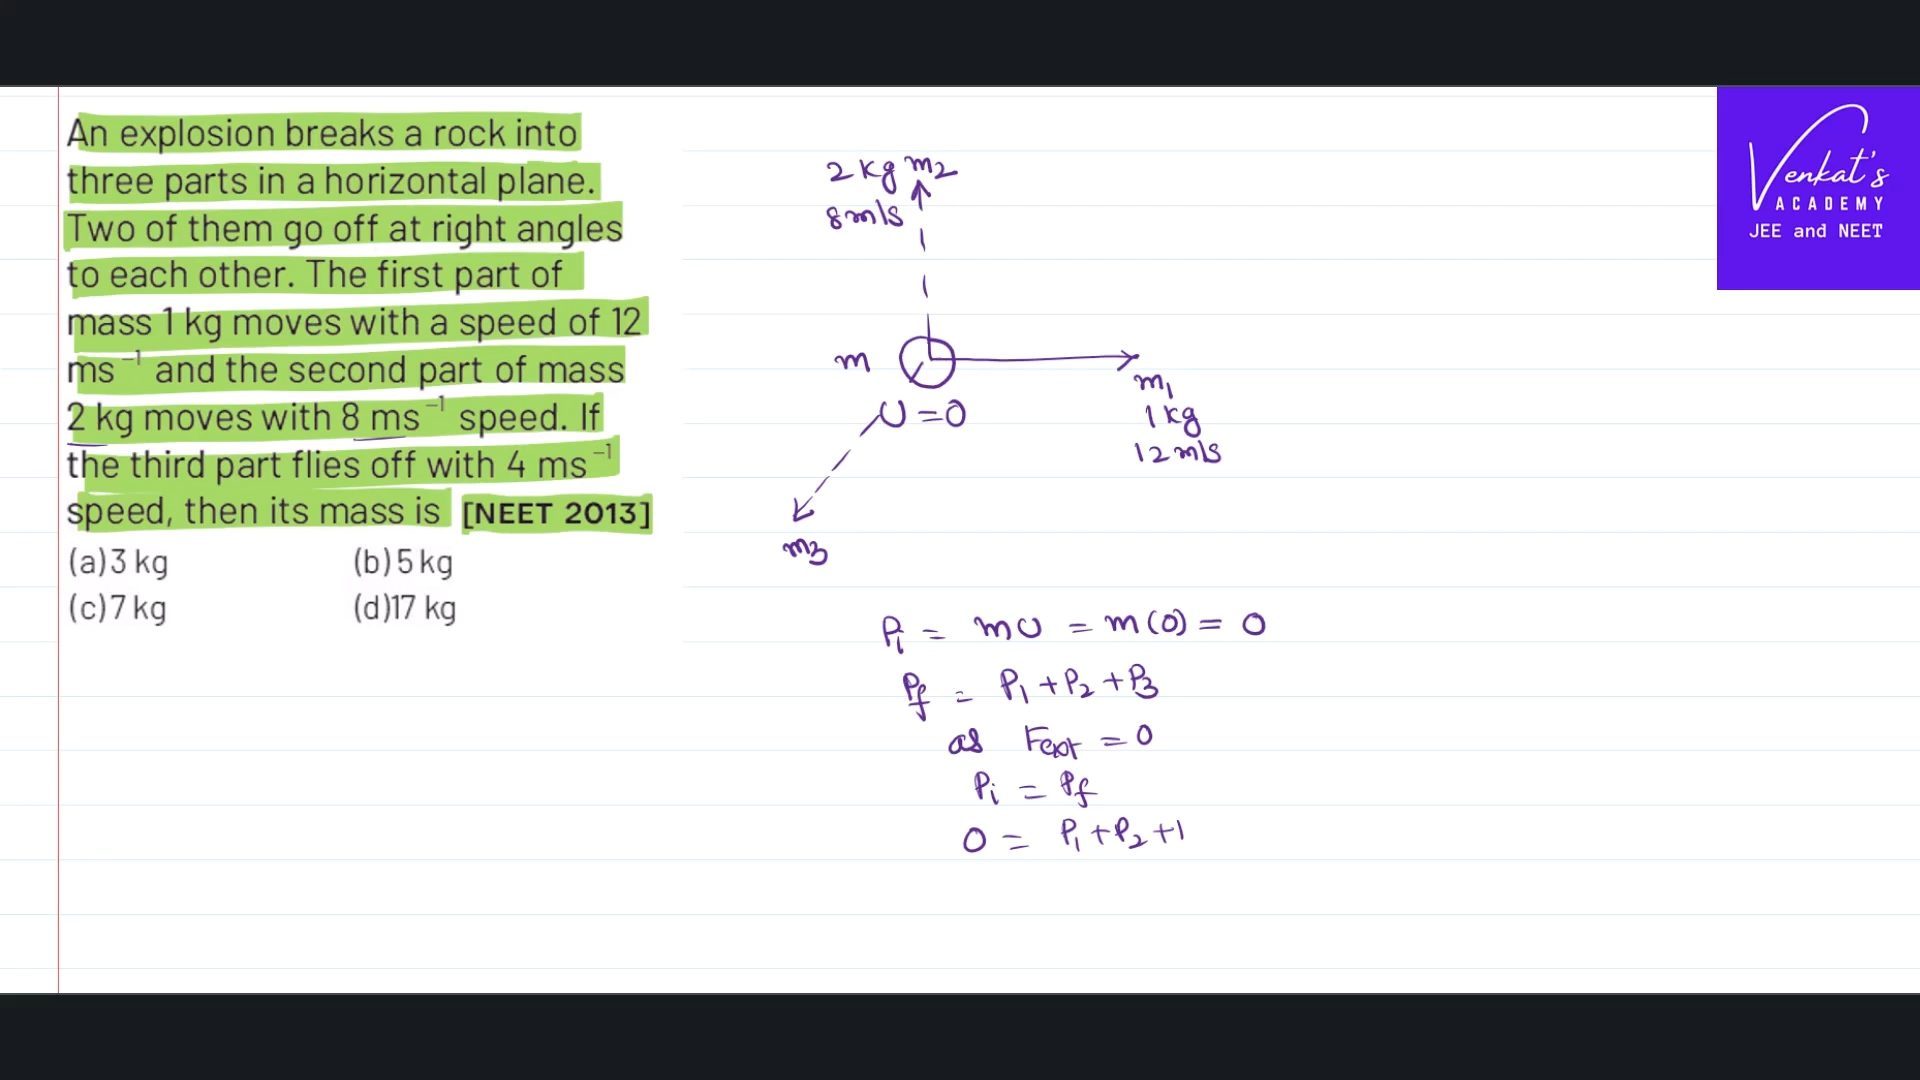 An explosion breaks a rock into
three parts in a horizontal plane.
Two of them go off at right angles
to each other. The first part of
mass 1 kg moves with a speed of 12
ms⁻¹ and the second part of mass
2 kg moves with 8 ms⁻¹ speed. If
the third part flies off with 4 ms⁻¹
speed, then its mass is [NEET 2013]
(a) 3 kg (b) 5 kg
(c) 7 kg (d) 17 kg
2 kg m2
8 m/s
m
U = 0
m1
1 kg
12 m/s
m3
Pi = mU = m(0) = 0
Pf = P1 + P2 + P3
as Fext = 0
Pi = Pf
0 = P1 + P2 + 1
Venkat's
ACADEMY
JEE and NEET